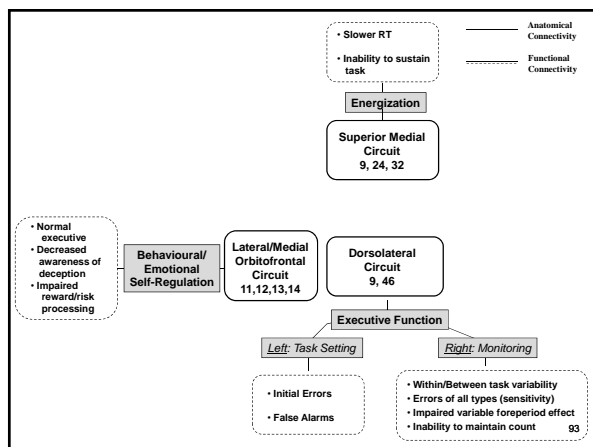 • Slower RT
• Inability to sustain
task
Anatomical
Connectivity
Functional
Connectivity
Energization
Superior Medial
Circuit
9, 24, 32
• Normal
executive
• Decreased
awareness of
deception
• Impaired
reward/risk
processing
Behavioural/
Emotional
Self-Regulation
Lateral/Medial
Orbitofrontal
Circuit
11,12,13,14
Dorsolateral
Circuit
9, 46
Executive Function
Left: Task Setting
Right: Monitoring
• Initial Errors
• False Alarms
• Within/Between task variability
• Errors of all types (sensitivity)
• Impaired variable foreperiod effect
• Inability to maintain count
93